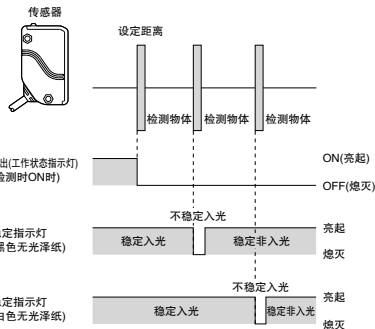 传感器
设定距离
检测物体
检测物体
检测物体
出(工作状态指示灯)
检测时ON时)
ON(亮起)
OFF(熄灭)
不稳定入光
定指示灯
黑色无光泽纸)
稳定入光
稳定非入光
亮起
熄灭
不稳定入光
定指示灯
白色无光泽纸)
稳定入光
稳定非入光
亮起
熄灭